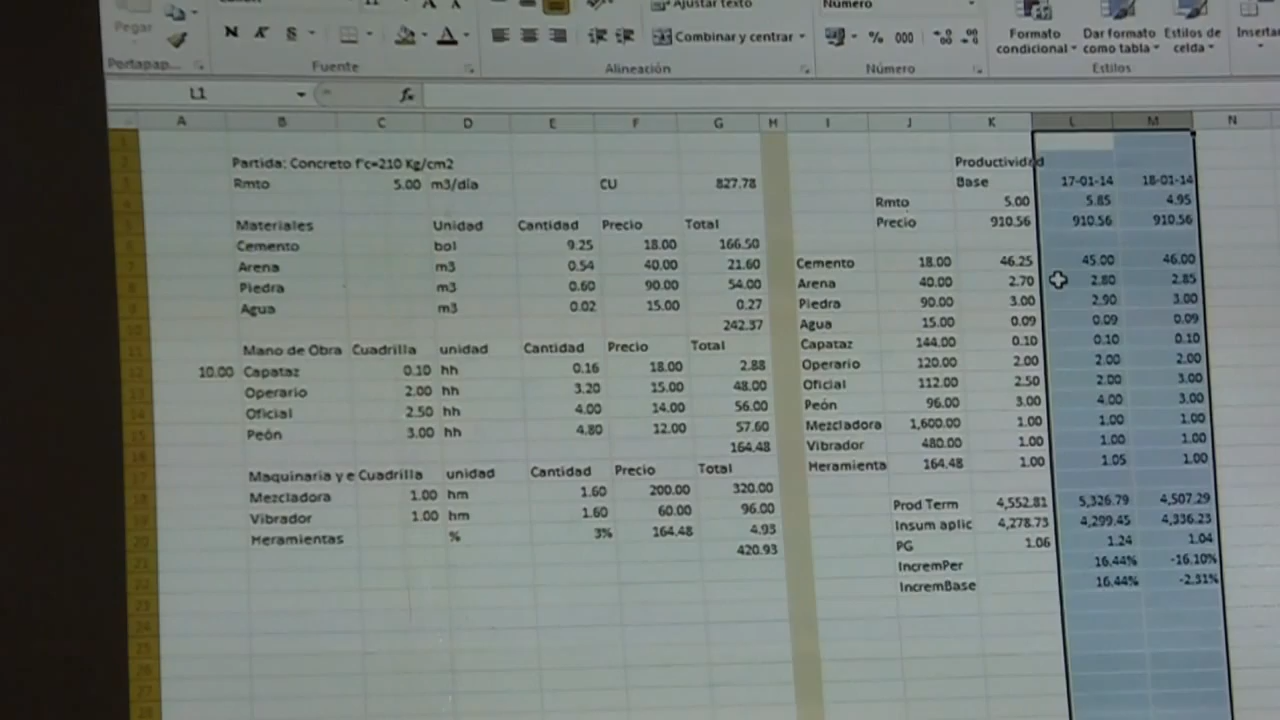 Pegar Ajustar texto Número
N K S Combinar y centrar % 000 Formato condicional Dar formato como tabla Estilos de celda Inserta
Portapap... Fuente Alineación Número Estilos
L1 fx
A B C D E F G H I J K L M N
Partida: Concreto f'c=210 Kg/cm2 Productividad
Rmto 5.00 m3/día CU 827.78 Base 17-01-14 18-01-14
Rmto 5.00 5.85 4.95
Materiales Unidad Cantidad Precio Total Precio 910.56 910.56 910.56
Cemento bol 9.25 18.00 166.50
Arena m3 0.54 40.00 21.60 Cemento 18.00 46.25 45.00 46.00
Piedra m3 0.60 90.00 54.00 Arena 40.00 2.70 2.80 2.85
Agua m3 0.02 15.00 0.27 Piedra 90.00 3.00 2.90 3.00
242.37 Agua 15.00 0.09 0.09 0.09
Mano de Obra Cuadrilla unidad Cantidad Precio Total Capataz 144.00 0.10 0.10 0.10
10.00 Capataz 0.10 hh 0.16 18.00 2.88 Operario 120.00 2.00 2.00 2.00
Operario 2.00 hh 3.20 15.00 48.00 Oficial 112.00 2.50 2.00 3.00
Oficial 2.50 hh 4.00 14.00 56.00 Peón 96.00 3.00 4.00 3.00
Peón 3.00 hh 4.80 12.00 57.60 Mezcladora 1,600.00 1.00 1.00 1.00
164.48 Vibrador 480.00 1.00 1.00 1.00
Maquinaria y e Cuadrilla unidad Cantidad Precio Total Heramienta 164.48 1.00 1.05 1.00
Mezcladora 1.00 hm 1.60 200.00 320.00
Vibrador 1.00 hm 1.60 60.00 96.00 Prod Term 4,552.81 5,326.79 4,507.29
Heramientas % 3% 164.48 4.93 Insum aplic 4,278.73 4,299.45 4,336.23
420.93 PG 1.06 1.24 1.04
IncremPer 16.44% -16.10%
IncremBase 16.44% -2.31%